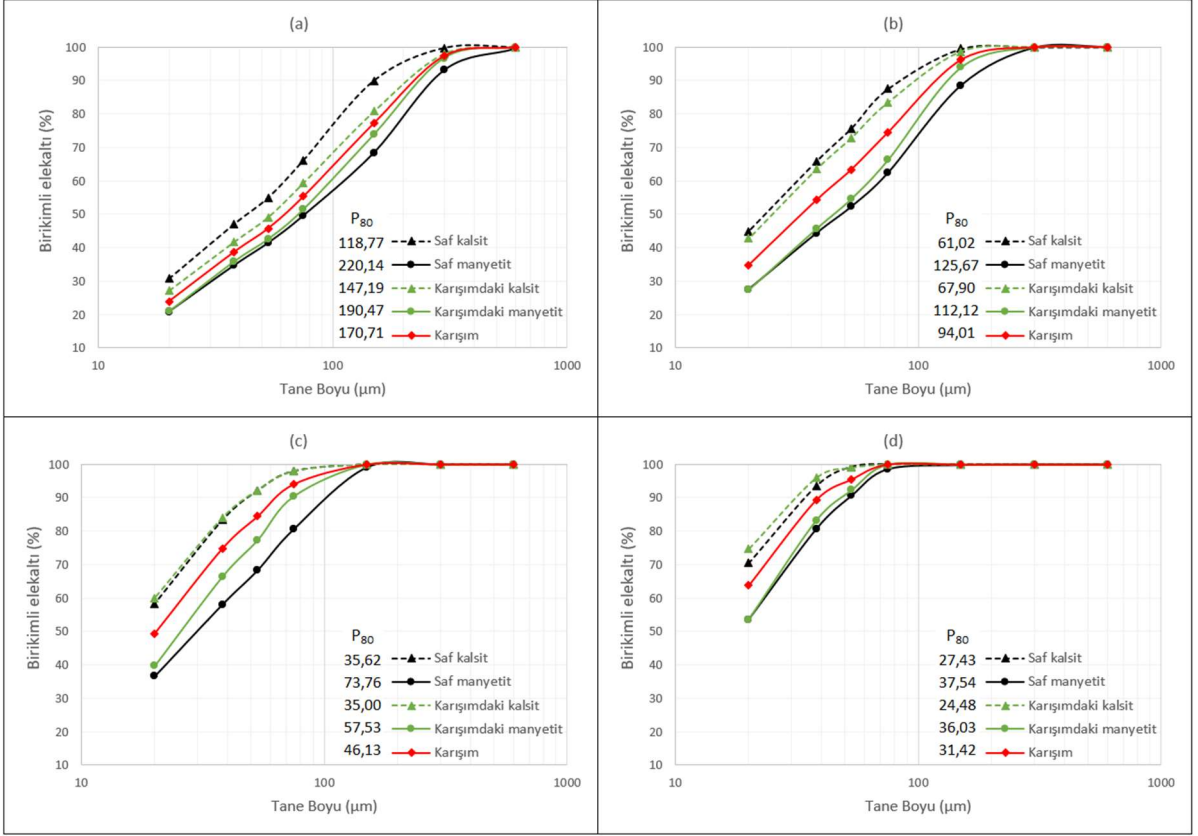 (a)
Birikimli elekaltı (%)
100
90
80
70
60
50
40
30
20
10
P80
118,77 Saf kalsit
220,14 Saf manyetit
147,19 Karışımdaki kalsit
190,47 Karışımdaki manyetit
170,71 Karışım
10 100 1000
Tane Boyu (µm)
(b)
Birikimli elekaltı (%)
100
90
80
70
60
50
40
30
20
10
P80
61,02 Saf kalsit
125,67 Saf manyetit
67,90 Karışımdaki kalsit
112,12 Karışımdaki manyetit
94,01 Karışım
10 100 1000
Tane Boyu (µm)
(c)
Birikimli elekaltı (%)
100
90
80
70
60
50
40
30
20
10
P80
35,62 Saf kalsit
73,76 Saf manyetit
35,00 Karışımdaki kalsit
57,53 Karışımdaki manyetit
46,13 Karışım
10 100 1000
Tane Boyu (µm)
(d)
Birikimli elekaltı (%)
100
90
80
70
60
50
40
30
20
10
P80
27,43 Saf kalsit
37,54 Saf manyetit
24,48 Karışımdaki kalsit
36,03 Karışımdaki manyetit
31,42 Karışım
10 100 1000
Tane Boyu (µm)